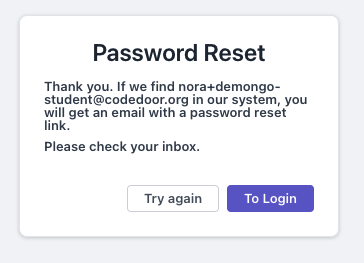 Password Reset
Thank you. If we find nora+demongo-
student@codedoor.org in our system, you
will get an email with a password reset
link.
Please check your inbox.
Try again
To Login